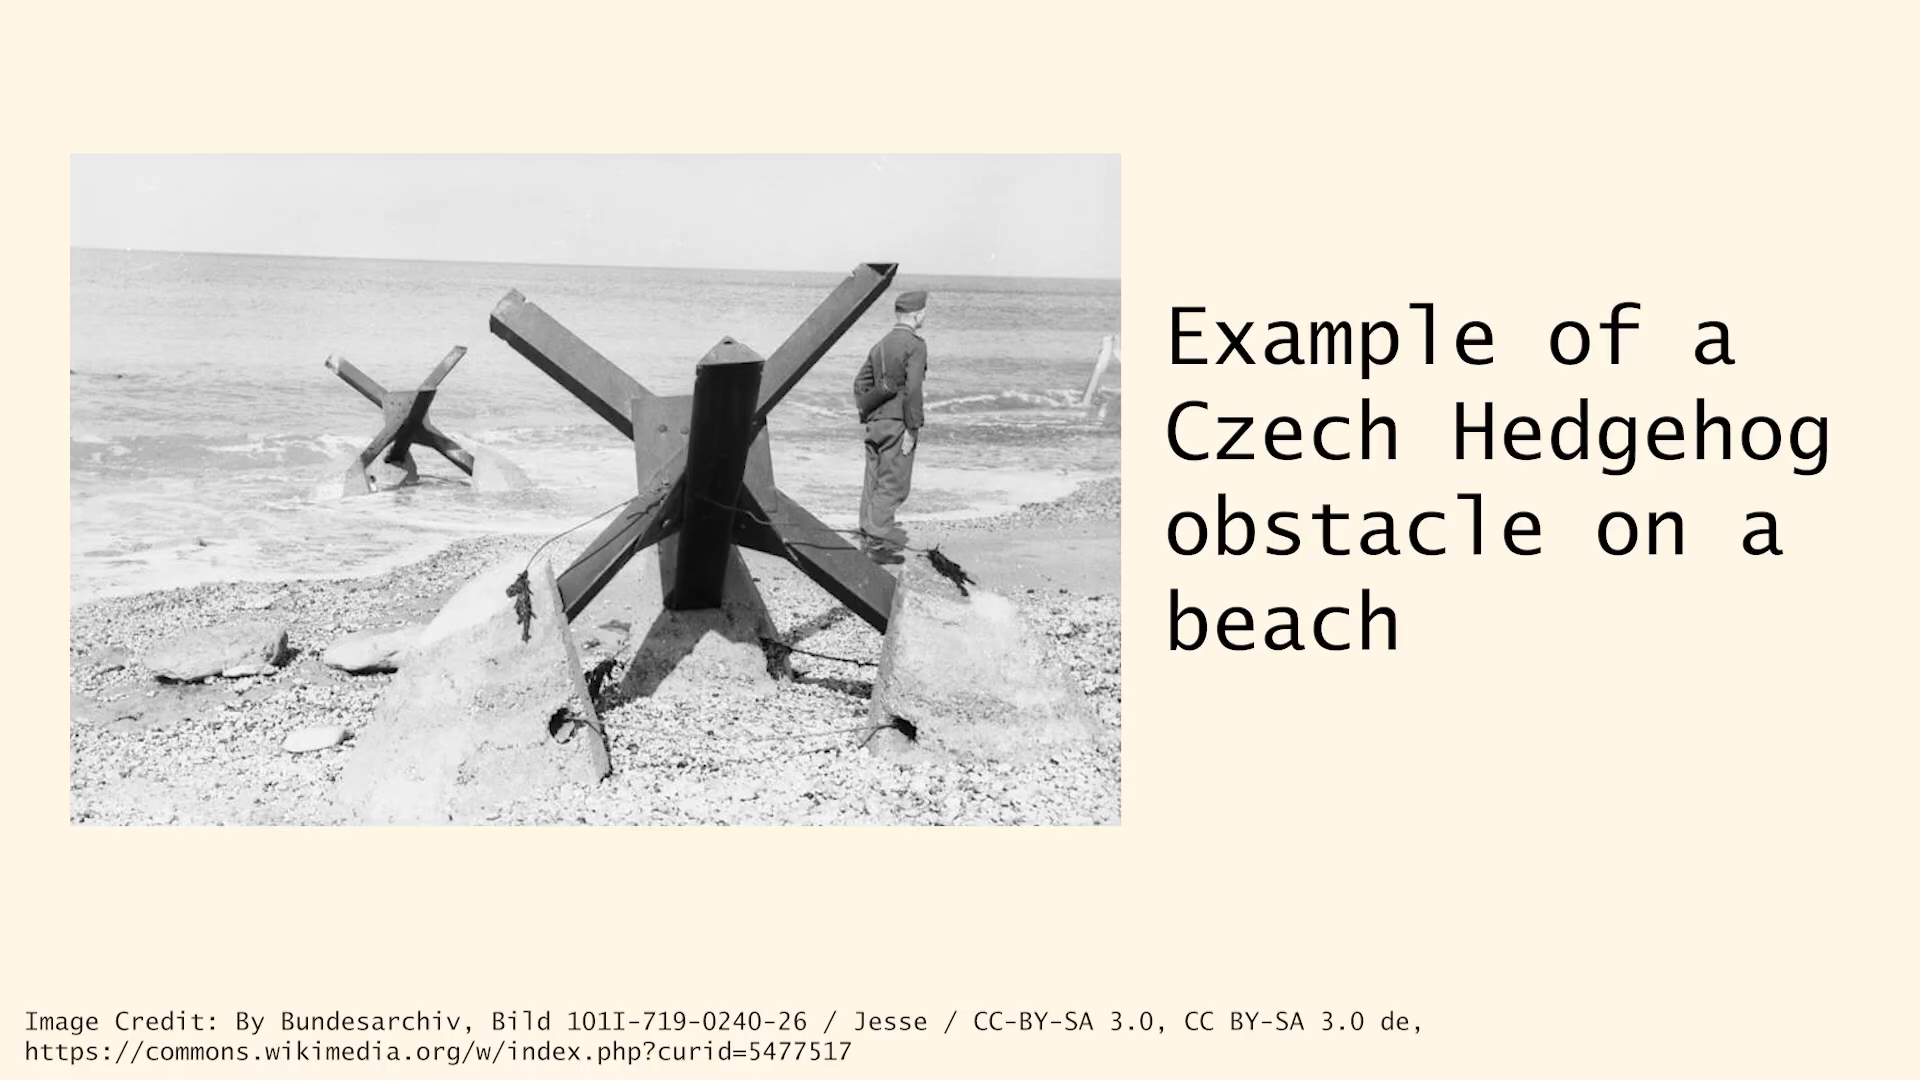 Example of a
Czech Hedgehog
obstacle on a
beach
Image Credit: By Bundesarchiv, Bild 101I-719-0240-26 / Jesse / CC-BY-SA 3.0, CC BY-SA 3.0 de,
https://commons.wikimedia.org/w/index.php?curid=5477517